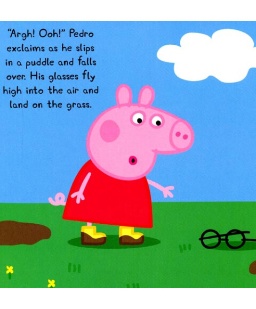 "Argh! Ooh!" Pedro
exclaims as he slips
in a puddle and falls
over. His glasses fly
high into the air and
land on the grass.